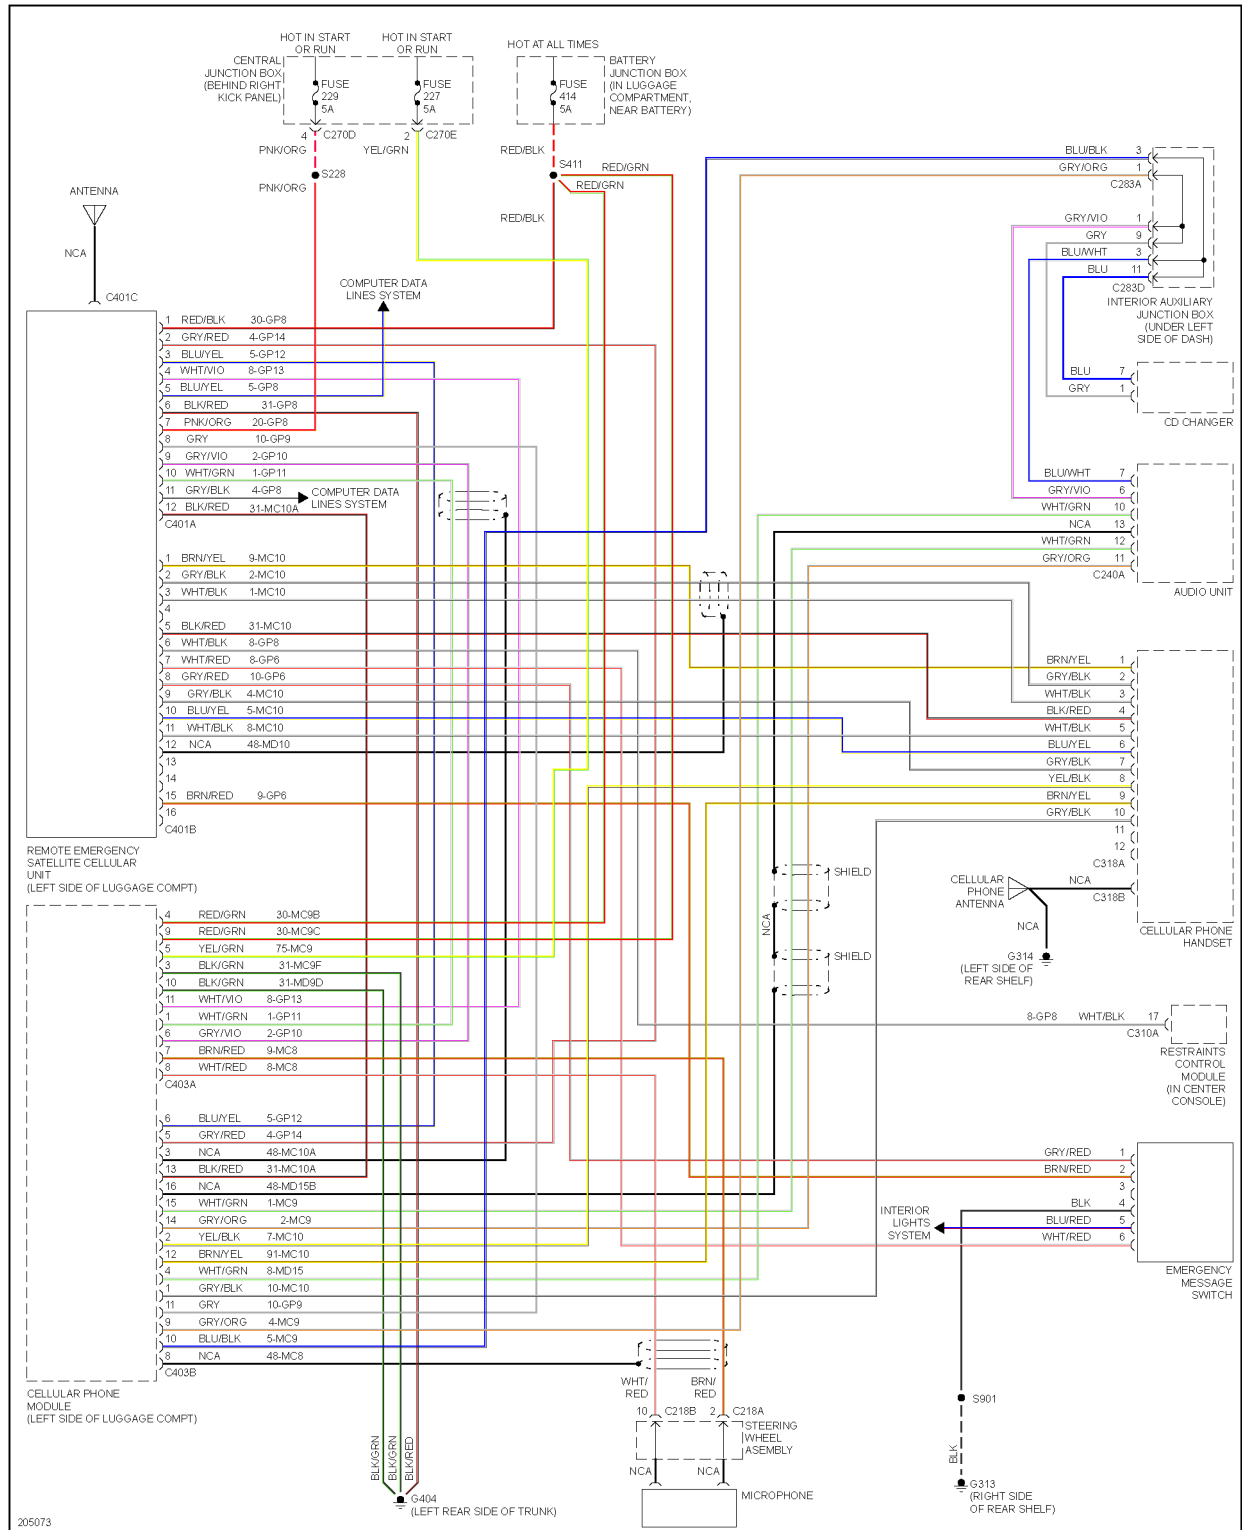 HOT IN START
OR RUN
HOT IN START
OR RUN
HOT AT ALL TIMES
CENTRAL
JUNCTION BOX
(BEHIND RIGHT
KICK PANEL)
FUSE
229
5A
FUSE
227
5A
FUSE
414
5A
BATTERY
JUNCTION BOX
(IN LUGGAGE
COMPARTMENT,
NEAR BATTERY)
4 C270D
2 C270E
PNK/ORG
YEL/GRN
RED/BLK
S228
S411
RED/GRN
RED/GRN
PNK/ORG
RED/BLK
ANTENNA
NCA
C401C
COMPUTER DATA
LINES SYSTEM
BLU/BLK 3
GRY/ORG 1
C283A
GRY/VIO 1
GRY 9
BLU/WHT 3
BLU 11
C283D
INTERIOR AUXILIARY
JUNCTION BOX
(UNDER LEFT
SIDE OF DASH)
BLU 7
GRY 1
CD CHANGER
1 RED/BLK 30-GP8
2 GRY/RED 4-GP14
3 BLU/YEL 5-GP12
4 WHT/VIO 8-GP13
5 BLU/YEL 5-GP8
6 BLK/RED 31-GP8
7 PNK/ORG 20-GP8
8 GRY 10-GP9
9 GRY/VIO 2-GP10
10 WHT/GRN 1-GP11
11 GRY/BLK 4-GP8
12 BLK/RED 31-MC10A
C401A
COMPUTER DATA
LINES SYSTEM
BLU/WHT 7
GRY/VIO 6
WHT/GRN 10
NCA 13
WHT/GRN 12
GRY/ORG 11
C240A
AUDIO UNIT
1 BRN/YEL 9-MC10
2 GRY/BLK 2-MC10
3 WHT/BLK 1-MC10
4
5 BLK/RED 31-MC10
6 WHT/BLK 8-GP8
7 WHT/RED 8-GP6
8 GRY/RED 10-GP6
9 GRY/BLK 4-MC10
10 BLU/YEL 5-MC10
11 WHT/BLK 8-MC10
12 NCA 48-MD10
13
14
15 BRN/RED 9-GP6
16
C401B
REMOTE EMERGENCY
SATELLITE CELLULAR
UNIT
(LEFT SIDE OF LUGGAGE COMPT)
BRN/YEL 1
GRY/BLK 2
WHT/BLK 3
BLK/RED 4
WHT/BLK 5
BLU/YEL 6
GRY/BLK 7
YEL/BLK 8
BRN/YEL 9
GRY/BLK 10
11
12
C318A
NCA
C318B
CELLULAR PHONE
HANDSET
CELLULAR
PHONE
ANTENNA
NCA
G314
(LEFT SIDE OF
REAR SHELF)
SHIELD
NCA
SHIELD
4 RED/GRN 30-MC9B
9 RED/GRN 30-MC9C
5 YEL/GRN 75-MC9
3 BLK/GRN 31-MC9F
10 BLK/GRN 31-MD9D
11 WHT/VIO 8-GP13
1 WHT/GRN 1-GP11
6 GRY/VIO 2-GP10
7 BRN/RED 9-MC8
8 WHT/RED 8-MC8
C403A
8-GP8 WHT/BLK 17
C310A
RESTRAINTS
CONTROL
MODULE
(IN CENTER
CONSOLE)
6 BLU/YEL 5-GP12
5 GRY/RED 4-GP14
3 NCA 48-MC10A
13 BLK/RED 31-MC10A
16 NCA 48-MD15B
15 WHT/GRN 1-MC9
14 GRY/ORG 2-MC9
2 YEL/BLK 7-MC10
12 BRN/YEL 91-MC10
4 WHT/GRN 8-MD15
1 GRY/BLK 10-MC10
11 GRY 10-GP9
9 GRY/ORG 4-MC9
10 BLU/BLK 5-MC9
8 NCA 48-MC8
C403B
CELLULAR PHONE
MODULE
(LEFT SIDE OF LUGGAGE COMPT)
GRY/RED 1
BRN/RED 2
3
BLK 4
BLU/RED 5
WHT/RED 6
INTERIOR
LIGHTS
SYSTEM
EMERGENCY
MESSAGE
SWITCH
WHT/
RED
BRN/
RED
10 C218B 2 C218A
STEERING
WHEEL
ASEMBLY
NCA
NCA
MICROPHONE
S901
BLK
G313
(RIGHT SIDE
OF REAR SHELF)
BLK/GRN
BLK/GRN
BLK/RED
G404
(LEFT REAR SIDE OF TRUNK)
205073